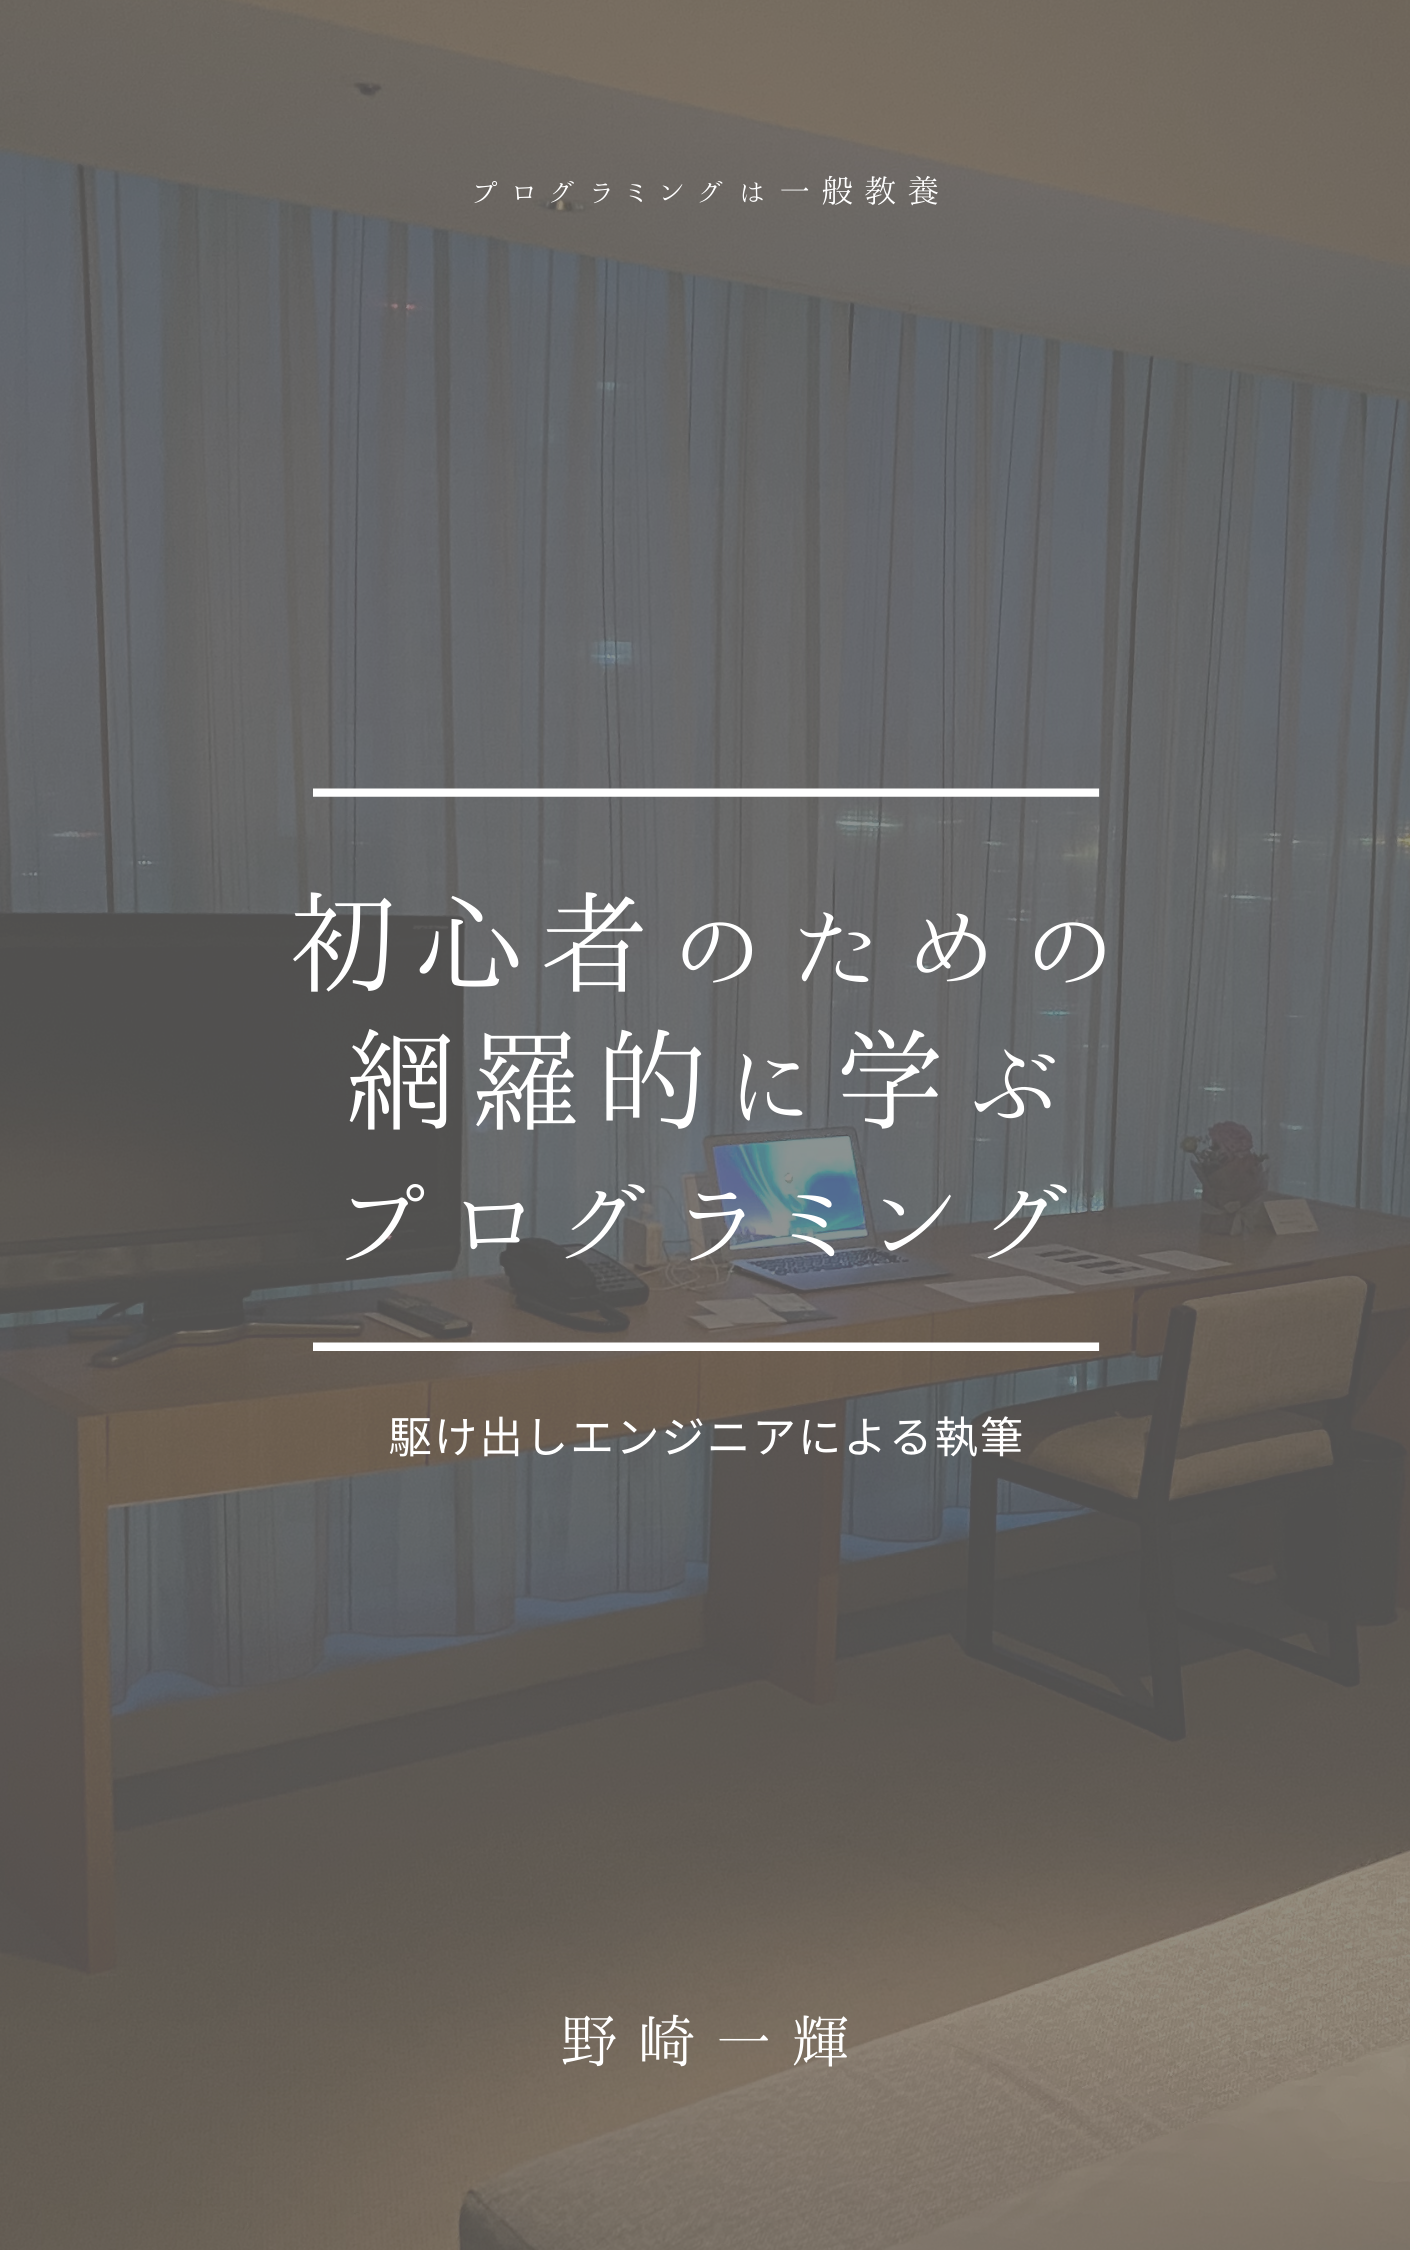 プログラミングは一般教養
初心者のための
網羅的に学ぶ
プログラミング
駆け出しエンジニアによる執筆
野崎一輝